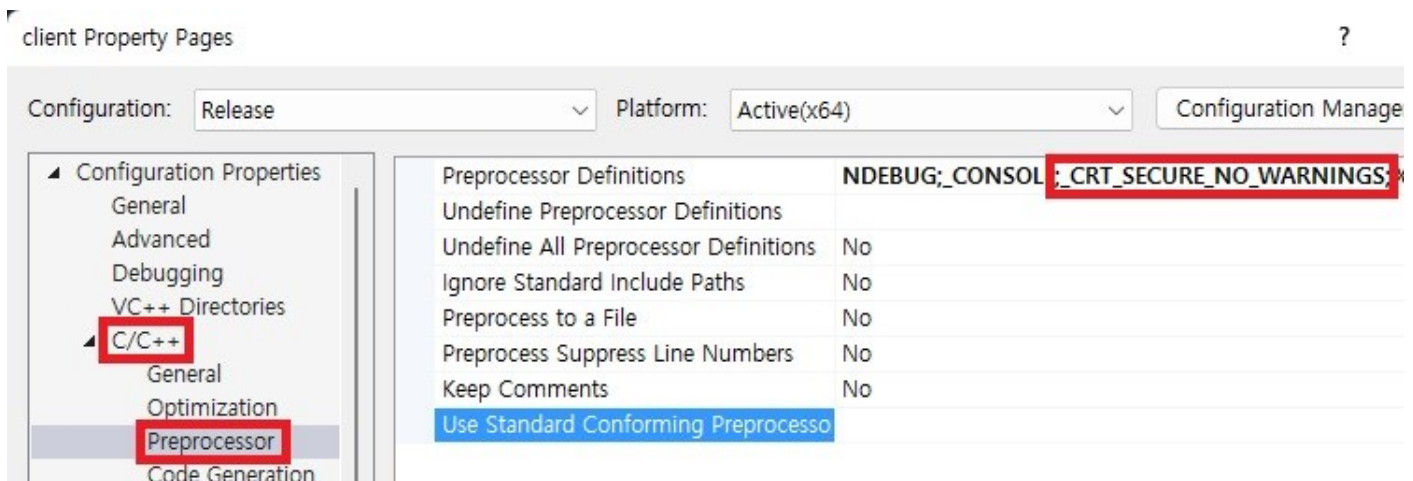 client Property Pages ?
Configuration: Release Platform: Active(x64) Configuration Manage
Configuration Properties
General
Advanced
Debugging
VC++ Directories
C/C++
General
Optimization
Preprocessor
Code Generation
Preprocessor Definitions NDEBUG;_CONSOL ;_CRT_SECURE_NO_WARNINGS;
Undefine Preprocessor Definitions
Undefine All Preprocessor Definitions No
Ignore Standard Include Paths No
Preprocess to a File No
Preprocess Suppress Line Numbers No
Keep Comments No
Use Standard Conforming Preprocesso